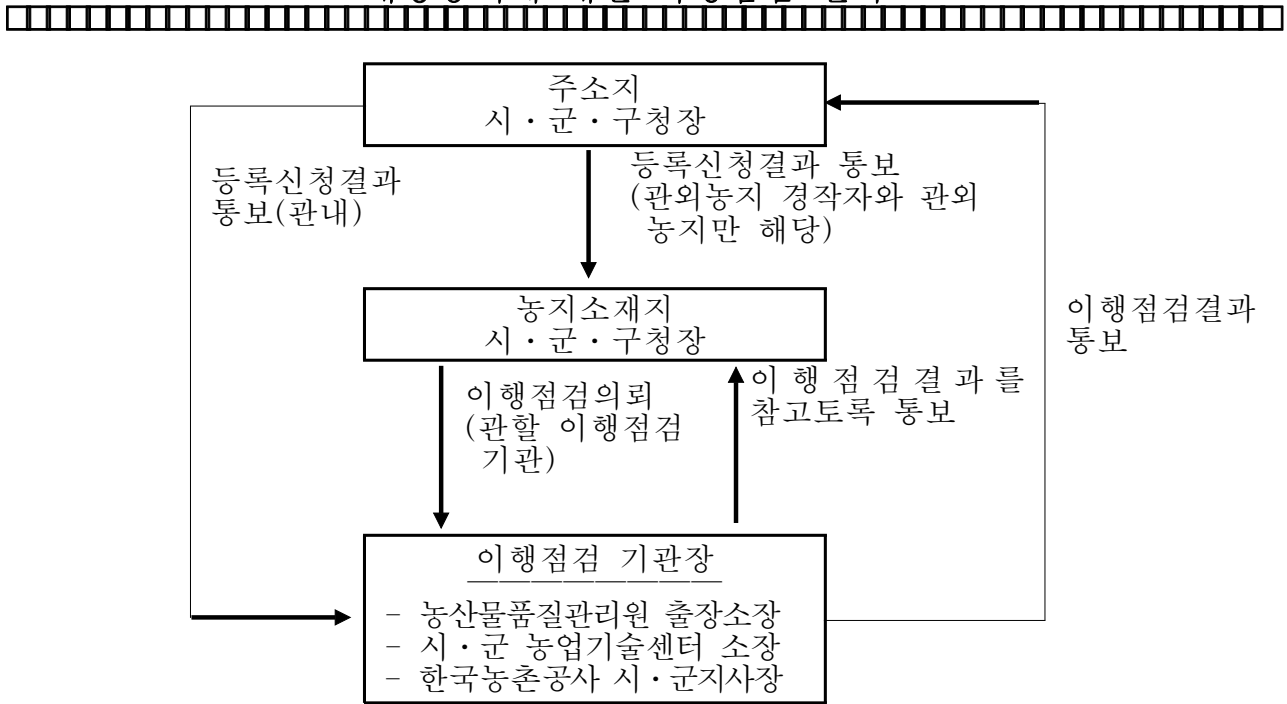 주소지
시·군·구청장
등록신청결과
통보(관내)
등록신청결과 통보
(관외농지 경작자와 관외
농지만 해당)
농지소재지
시·군·구청장
이행점검결과
통보
이행점검의뢰
(관할 이행점검
기관)
이 행 점 검 결 과 를
참고토록 통보
이행점검 기관장
- 농산물품질관리원 출장소장
- 시·군 농업기술센터 소장
- 한국농촌공사 시·군지사장